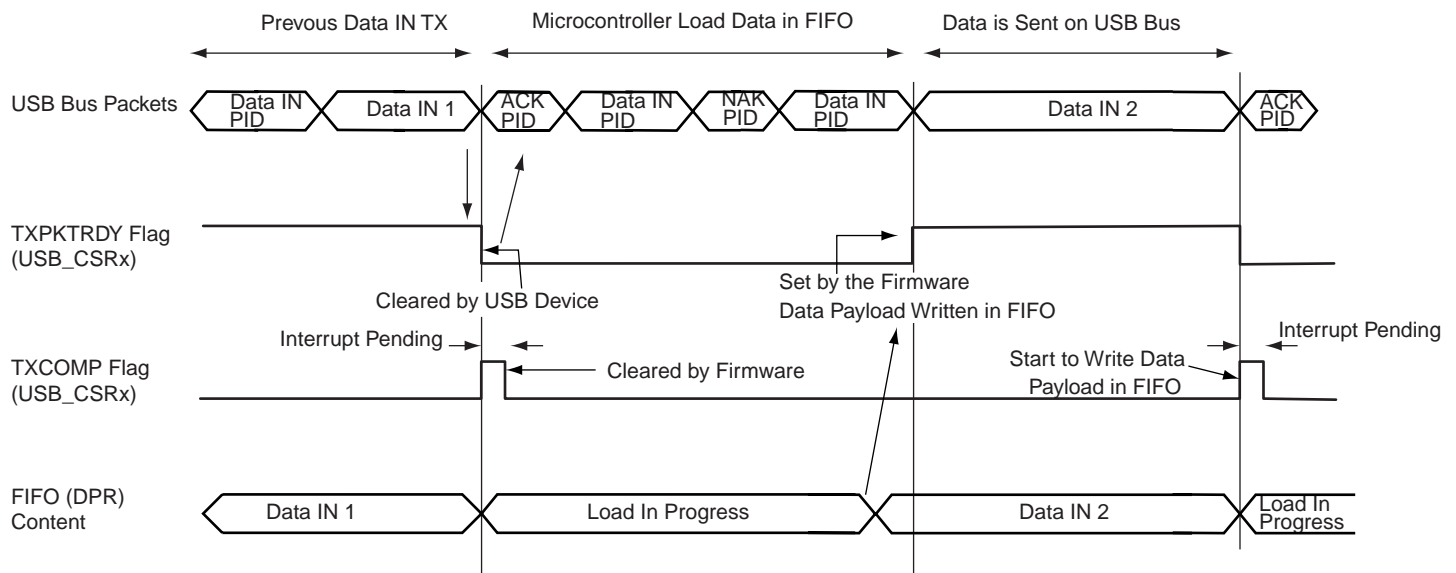 Prevous Data IN TX
Microcontroller Load Data in FIFO
Data is Sent on USB Bus
USB Bus Packets
Data IN
PID
Data IN 1
ACK
PID
Data IN
PID
NAK
PID
Data IN
PID
Data IN 2
ACK
PID
TXPKTRDY Flag
(USB_CSRx)
Cleared by USB Device
Set by the Firmware
Data Payload Written in FIFO
Interrupt Pending
Interrupt Pending
TXCOMP Flag
(USB_CSRx)
Cleared by Firmware
Start to Write Data
Payload in FIFO
FIFO (DPR)
Content
Data IN 1
Load In Progress
Data IN 2
Load In
Progress